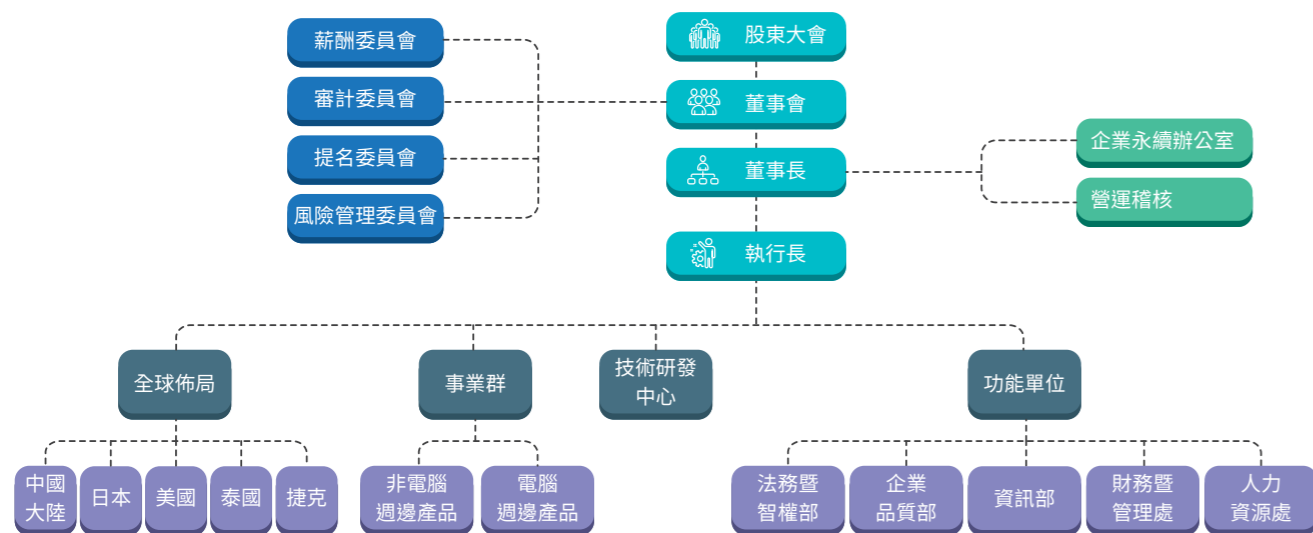 股東大會
薪酬委員會
審計委員會
提名委員會
風險管理委員會
董事會
董事長
企業永續辦公室
營運稽核
執行長
全球佈局
事業群
技術研發
中心
功能單位
中國
大陸
日本
美國
泰國
捷克
非電腦
週邊產品
電腦
週邊產品
法務暨
智權部
企業
品質部
資訊部
財務暨
管理處
人力
資源處